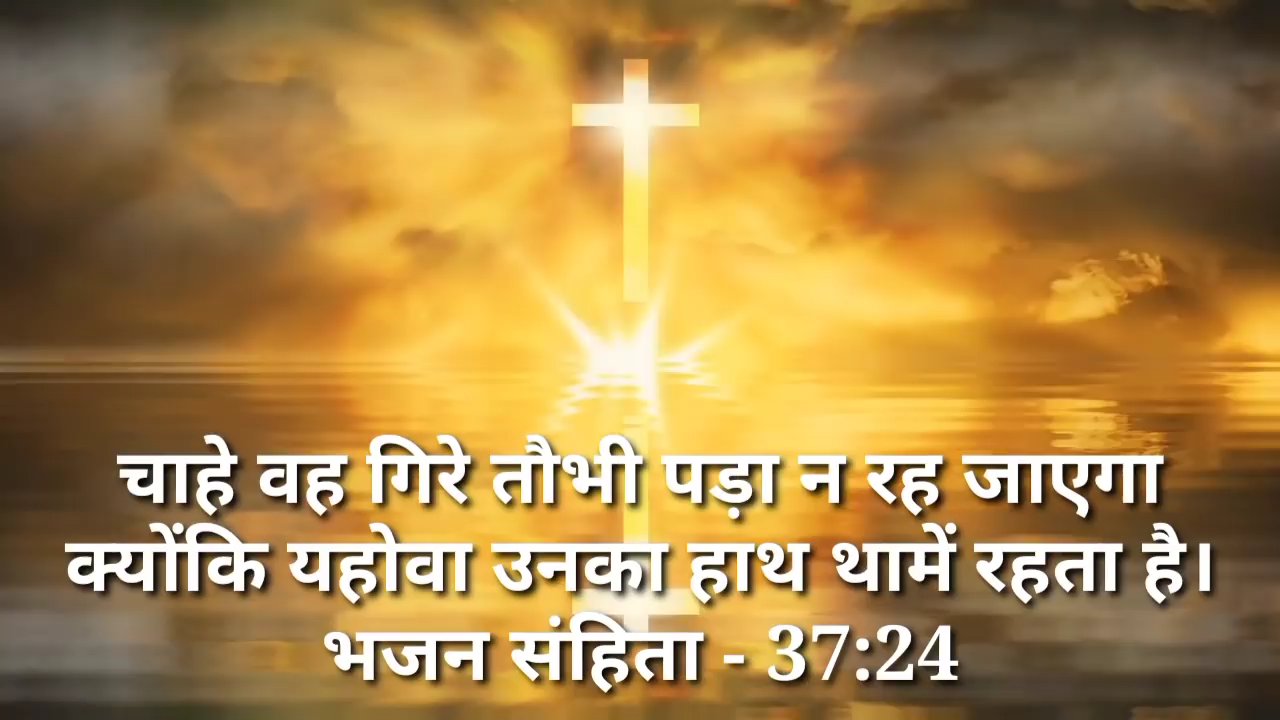 चाहे वह गिरे तौभी पड़ा न रह जाएगा
क्योंकि यहोवा उनका हाथ थामें रहता है।
भजन संहिता - 37:24